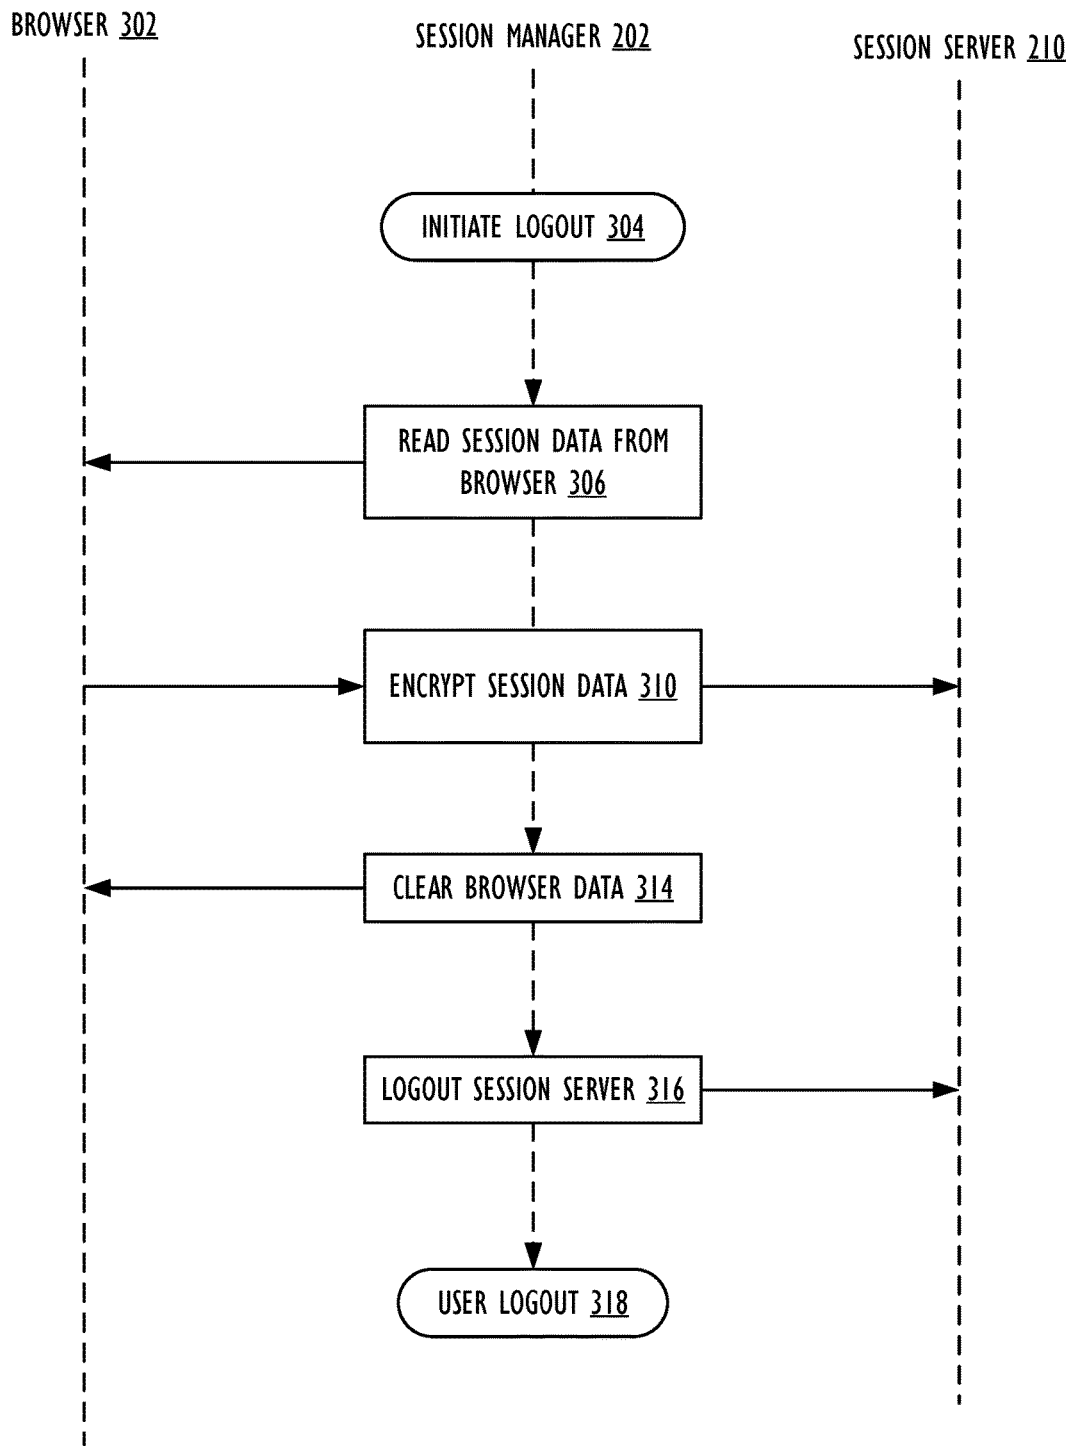 BROWSER 302
SESSION MANAGER 202
SESSION SERVER 210
INITIATE LOGOUT 304
READ SESSION DATA FROM
BROWSER 306
ENCRYPT SESSION DATA 310
CLEAR BROWSER DATA 314
LOGOUT SESSION SERVER 316
USER LOGOUT 318